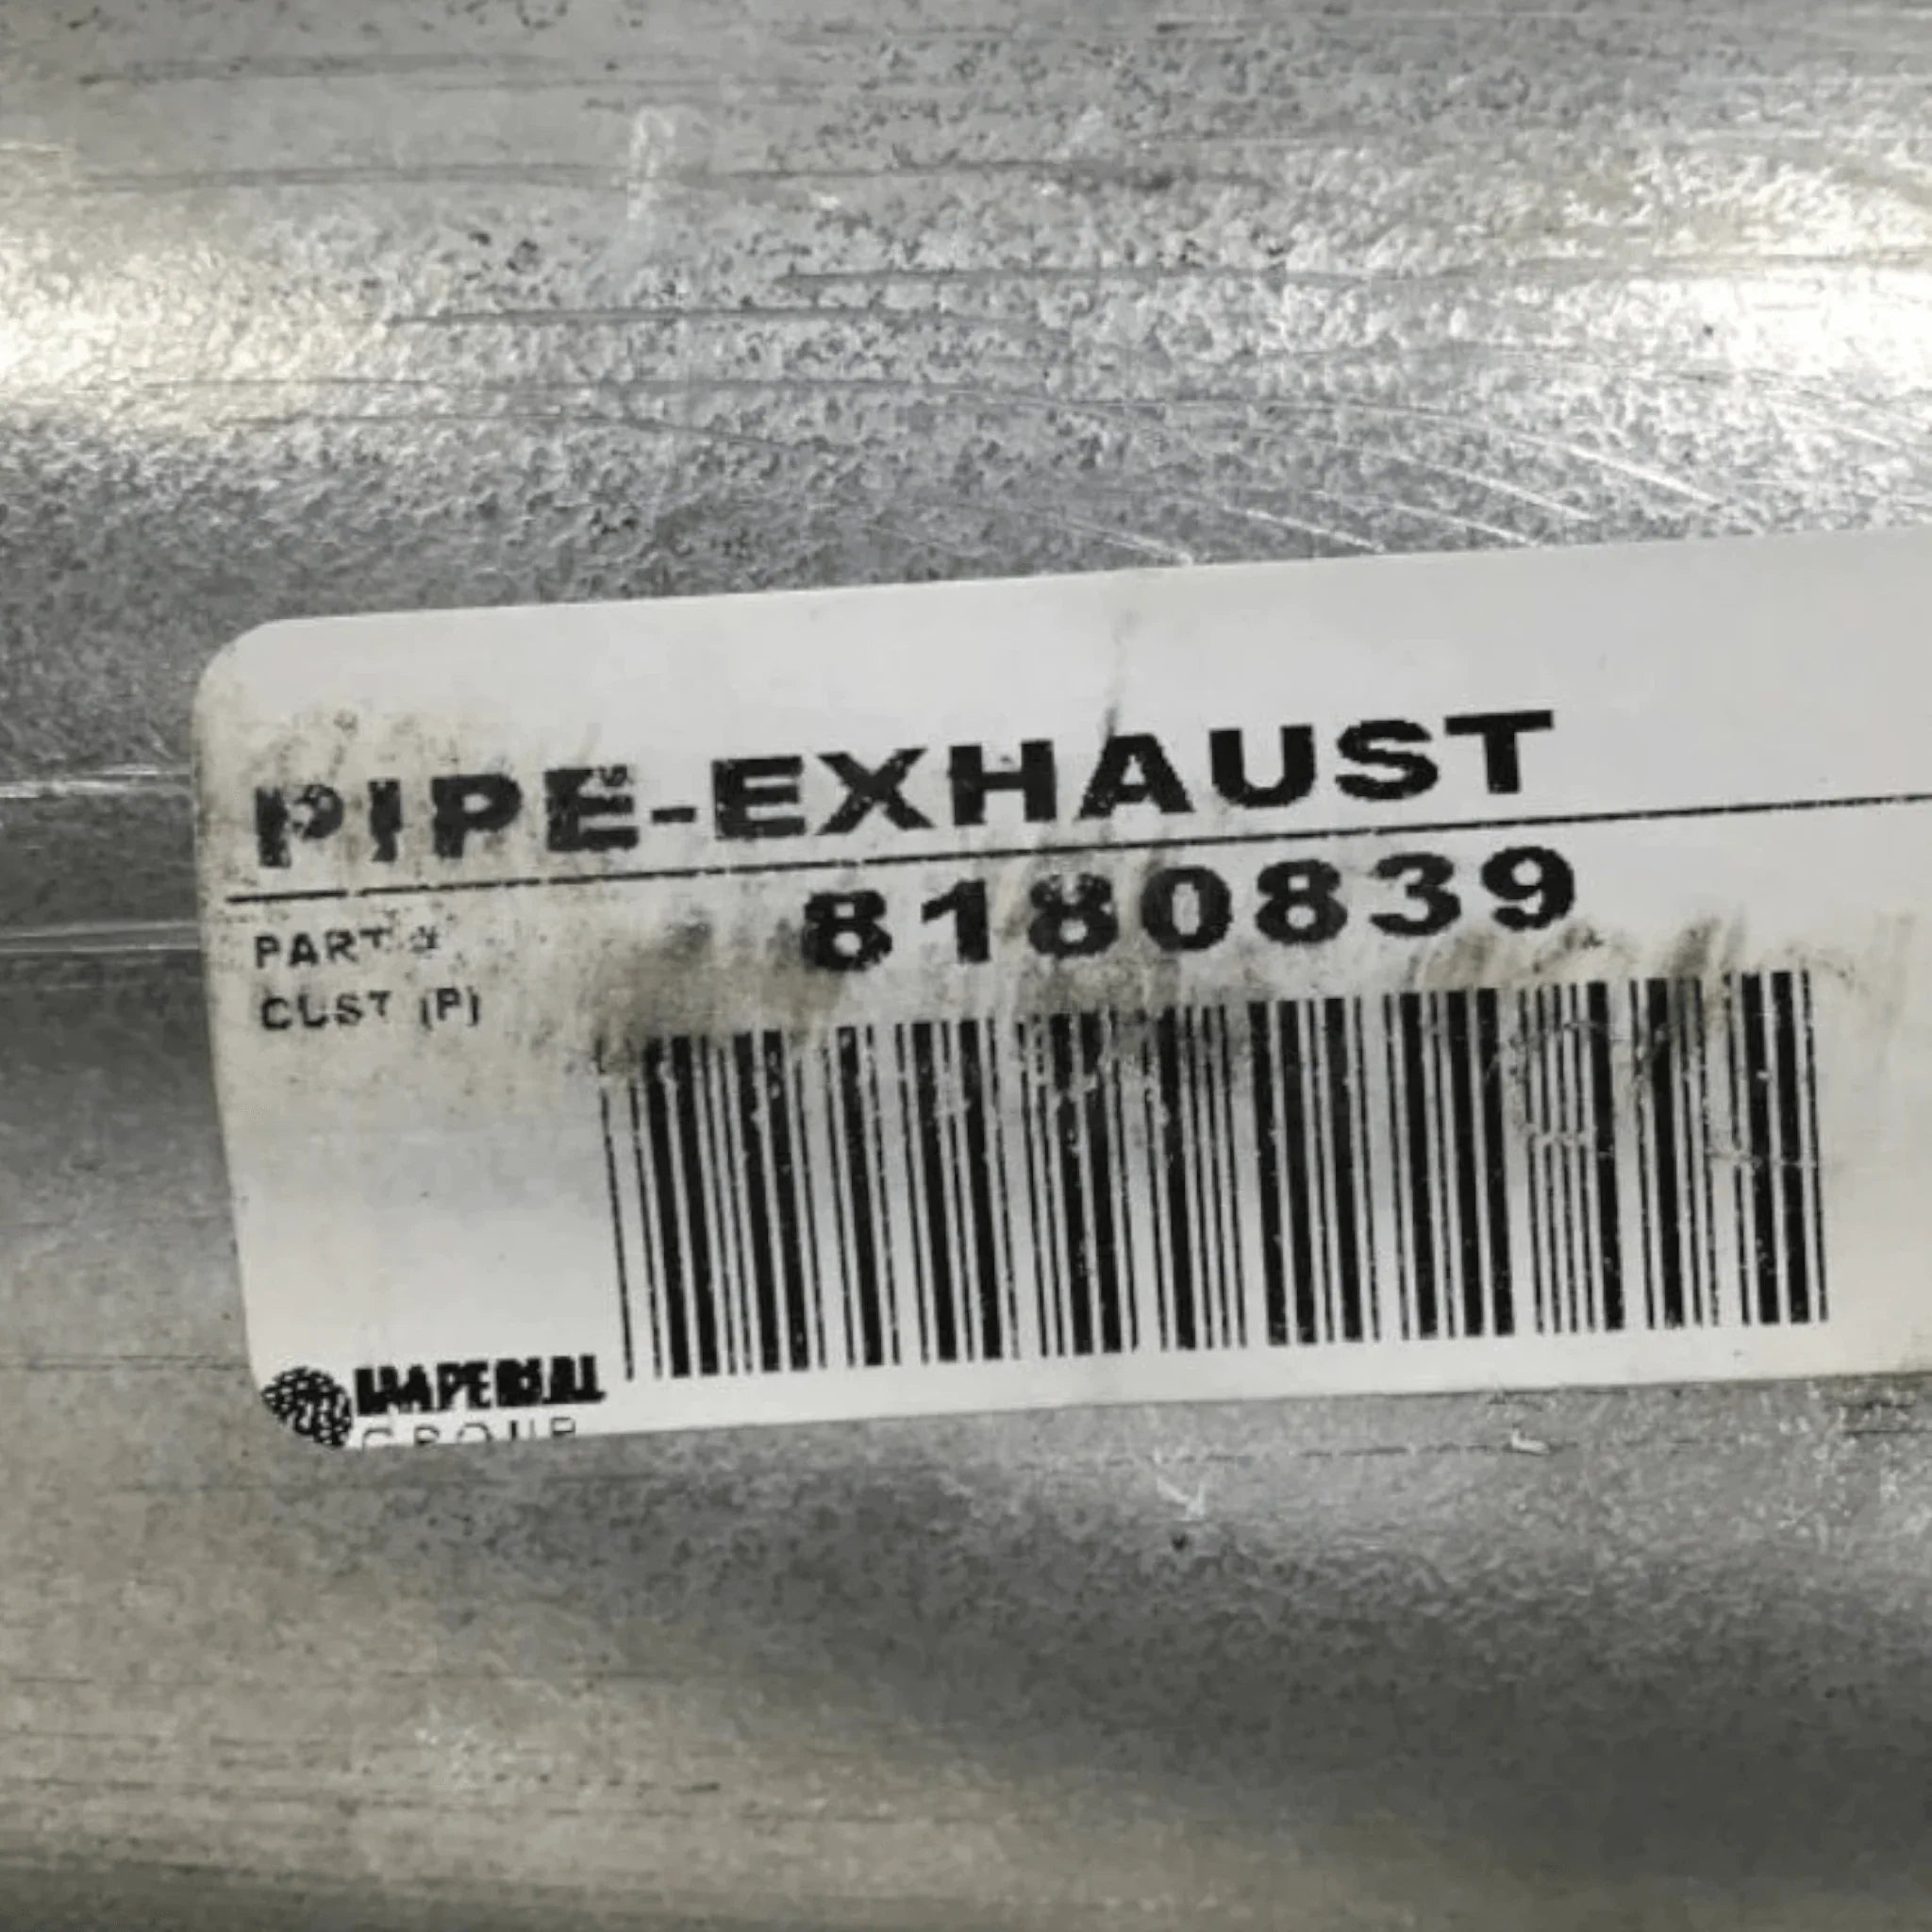 PIPE-EXHAUST
PART #
8180839
CUST (P)
IMPERIAL
GROUP